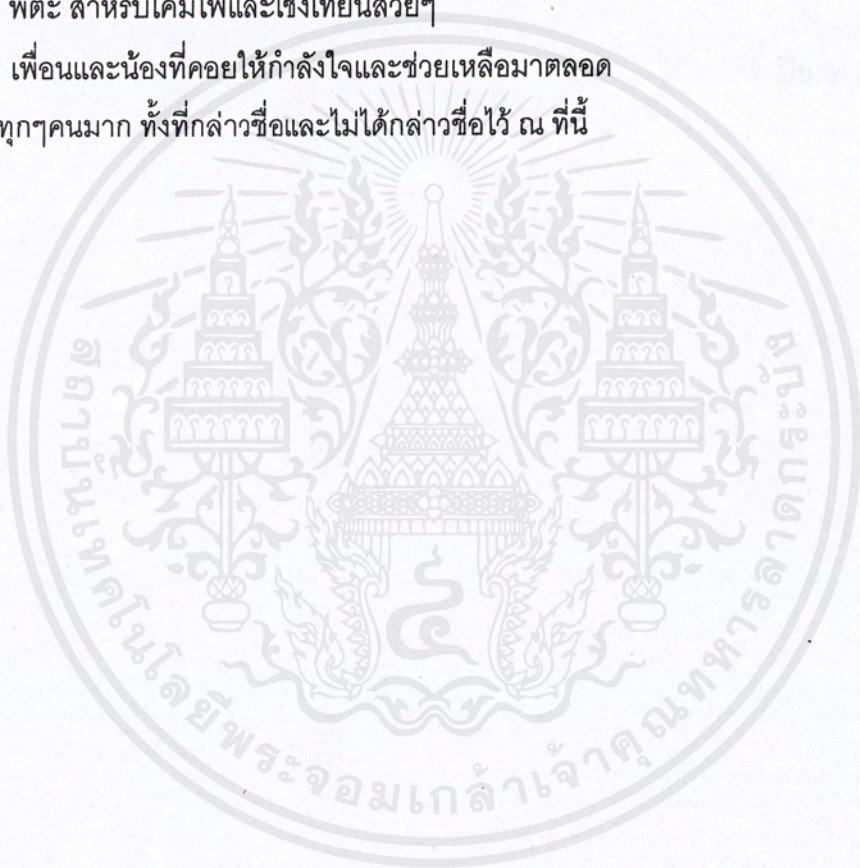 พี่ต๊ะ สำหรับโคมไฟและเชิงเทียนสวยๆ
เพื่อนและน้องที่คอยให้กำลังใจและช่วยเหลือมาตลอด
ทุกๆคนมาก ทั้งที่กล่าวชื่อและไม่ได้กล่าวชื่อไว้ ณ ที่นี้
สถาบันเทคโนโลยีพระจอมเกล้าเจ้าคุณทหารลาดกระบัง
๔